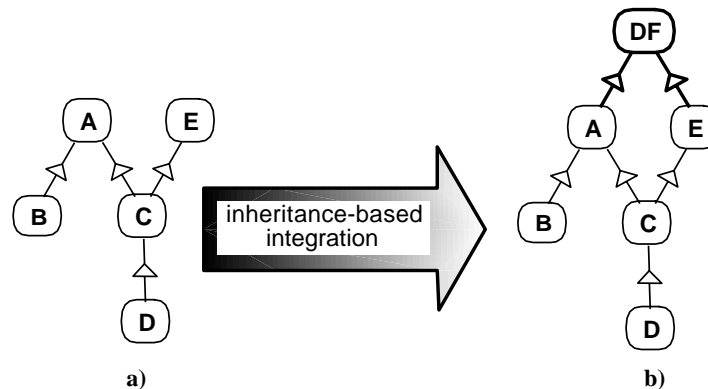 A
E
B
C
D
a)
inheritance-based
integration
DF
A
E
B
C
D
b)